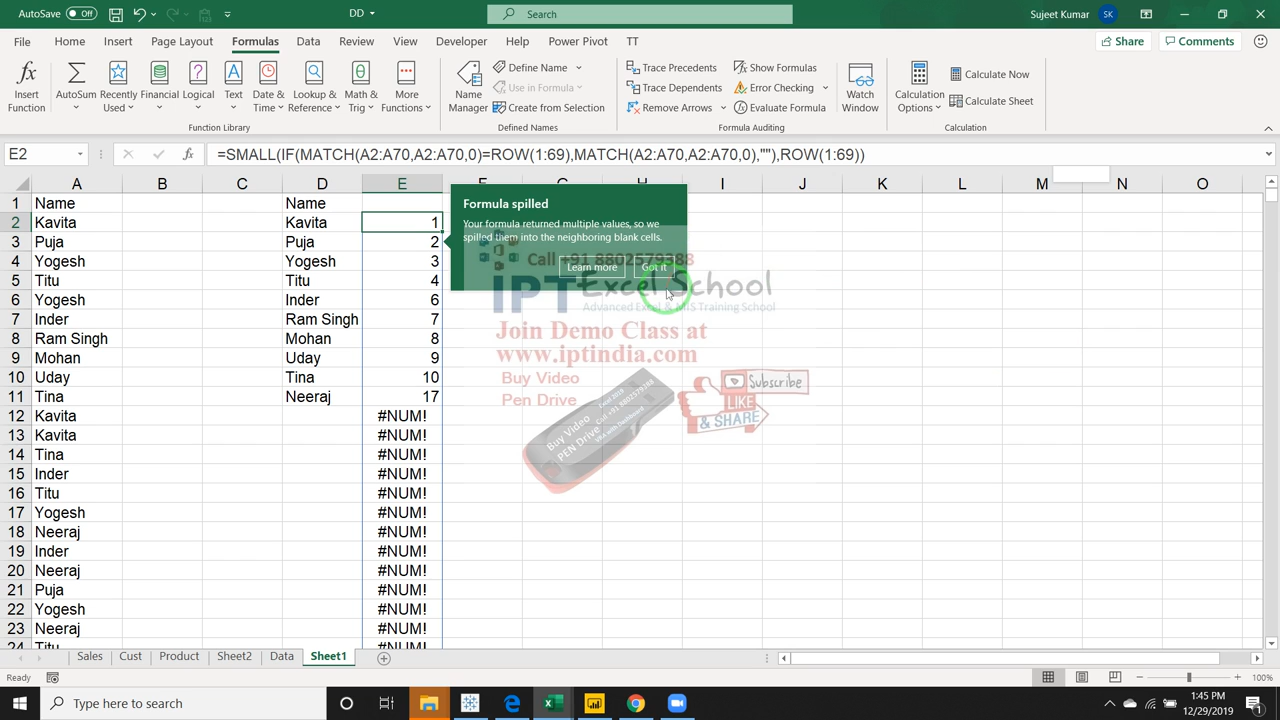 AutoSave Off DD Search Sujeet Kumar SK
File Home Insert Page Layout Formulas Data Review View Developer Help Power Pivot TT Share Comments
Insert Function
AutoSum
Recently Used
Financial
Logical
Text
Date & Time
Lookup & Reference
Math & Trig
More Functions
Function Library
Name Manager
Define Name
Use in Formula
Create from Selection
Defined Names
Trace Precedents
Trace Dependents
Remove Arrows
Show Formulas
Error Checking
Evaluate Formula
Formula Auditing
Watch Window
Calculation Options
Calculate Now
Calculate Sheet
Calculation
E2 fx =SMALL(IF(MATCH(A2:A70,A2:A70,0)=ROW(1:69),MATCH(A2:A70,A2:A70,0),""),ROW(1:69))
A B C D E F G H I J K L M N O
1 Name Name
2 Kavita Kavita 1
3 Puja Puja 2
4 Yogesh Yogesh 3
5 Titu Titu 4
6 Yogesh Inder 6
7 Inder Ram Singh 7
8 Ram Singh Mohan 8
9 Mohan Uday 9
10 Uday Tina 10
11 Tina Neeraj 17
12 Kavita #NUM!
13 Kavita #NUM!
14 Tina #NUM!
15 Inder #NUM!
16 Titu #NUM!
17 Yogesh #NUM!
18 Neeraj #NUM!
19 Inder #NUM!
20 Neeraj #NUM!
21 Puja #NUM!
22 Yogesh #NUM!
23 Neeraj #NUM!
24 Titu #NUM!
Formula spilled
Your formula returned multiple values, so we
spilled them into the neighboring blank cells.
Learn more Got it
Call +91 8802579388
IPT Excel School
Advanced Excel & MIS Training School
Join Demo Class at
www.iptindia.com
Buy Video
Pen Drive
Subscribe
LIKE
& SHARE
Buy Video
PEN Drive
Sales Cust Product Sheet2 Data Sheet1
Ready 100%
Type here to search
1:45 PM
12/29/2019
1